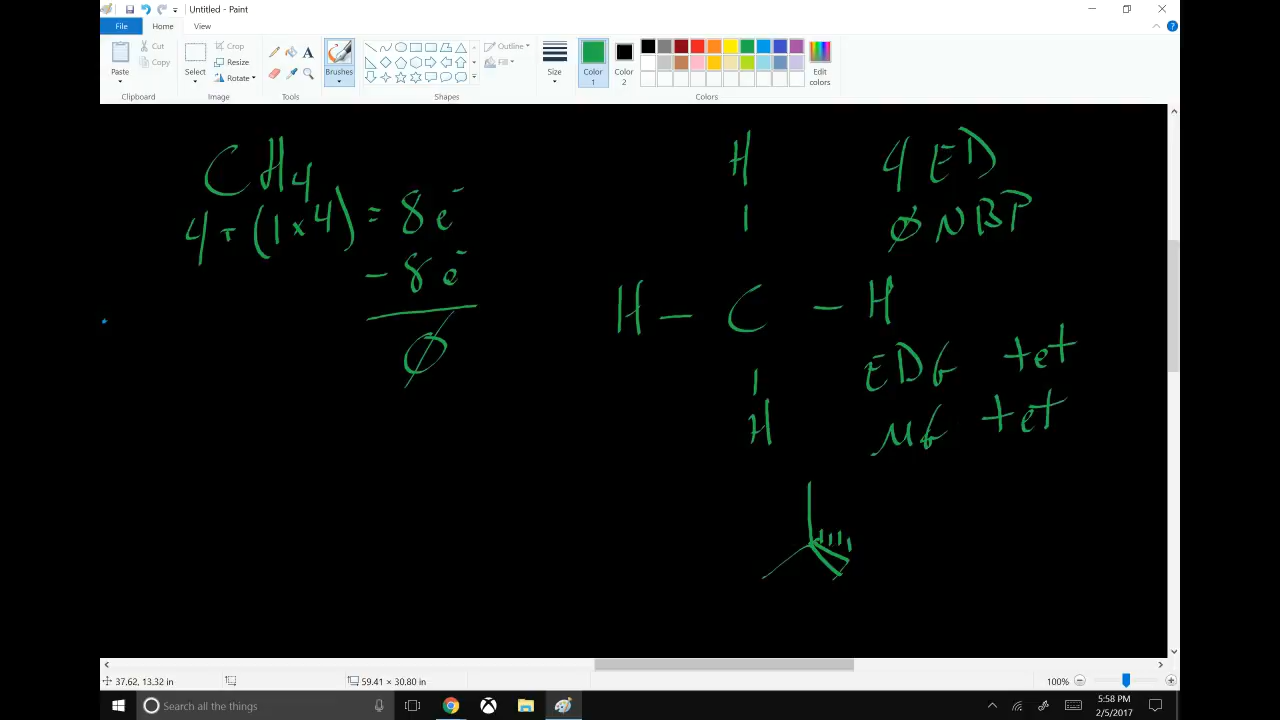 Untitled - Paint
File Home View
Paste Cut Copy
Select Crop Resize Rotate
A
Brushes
Outline Fill
Size
Color 1
Color 2
Edit colors
Clipboard Image Tools Shapes Colors
CH4
4 + (1 x 4) = 8e-
- 8e-
∅
H
H – C – H
H
4 ED
∅ NBP
EDG tet
MG tet
37.62, 13.32 in
59.41 × 30.80 in
100%
Search all the things
5:58 PM
2/5/2017